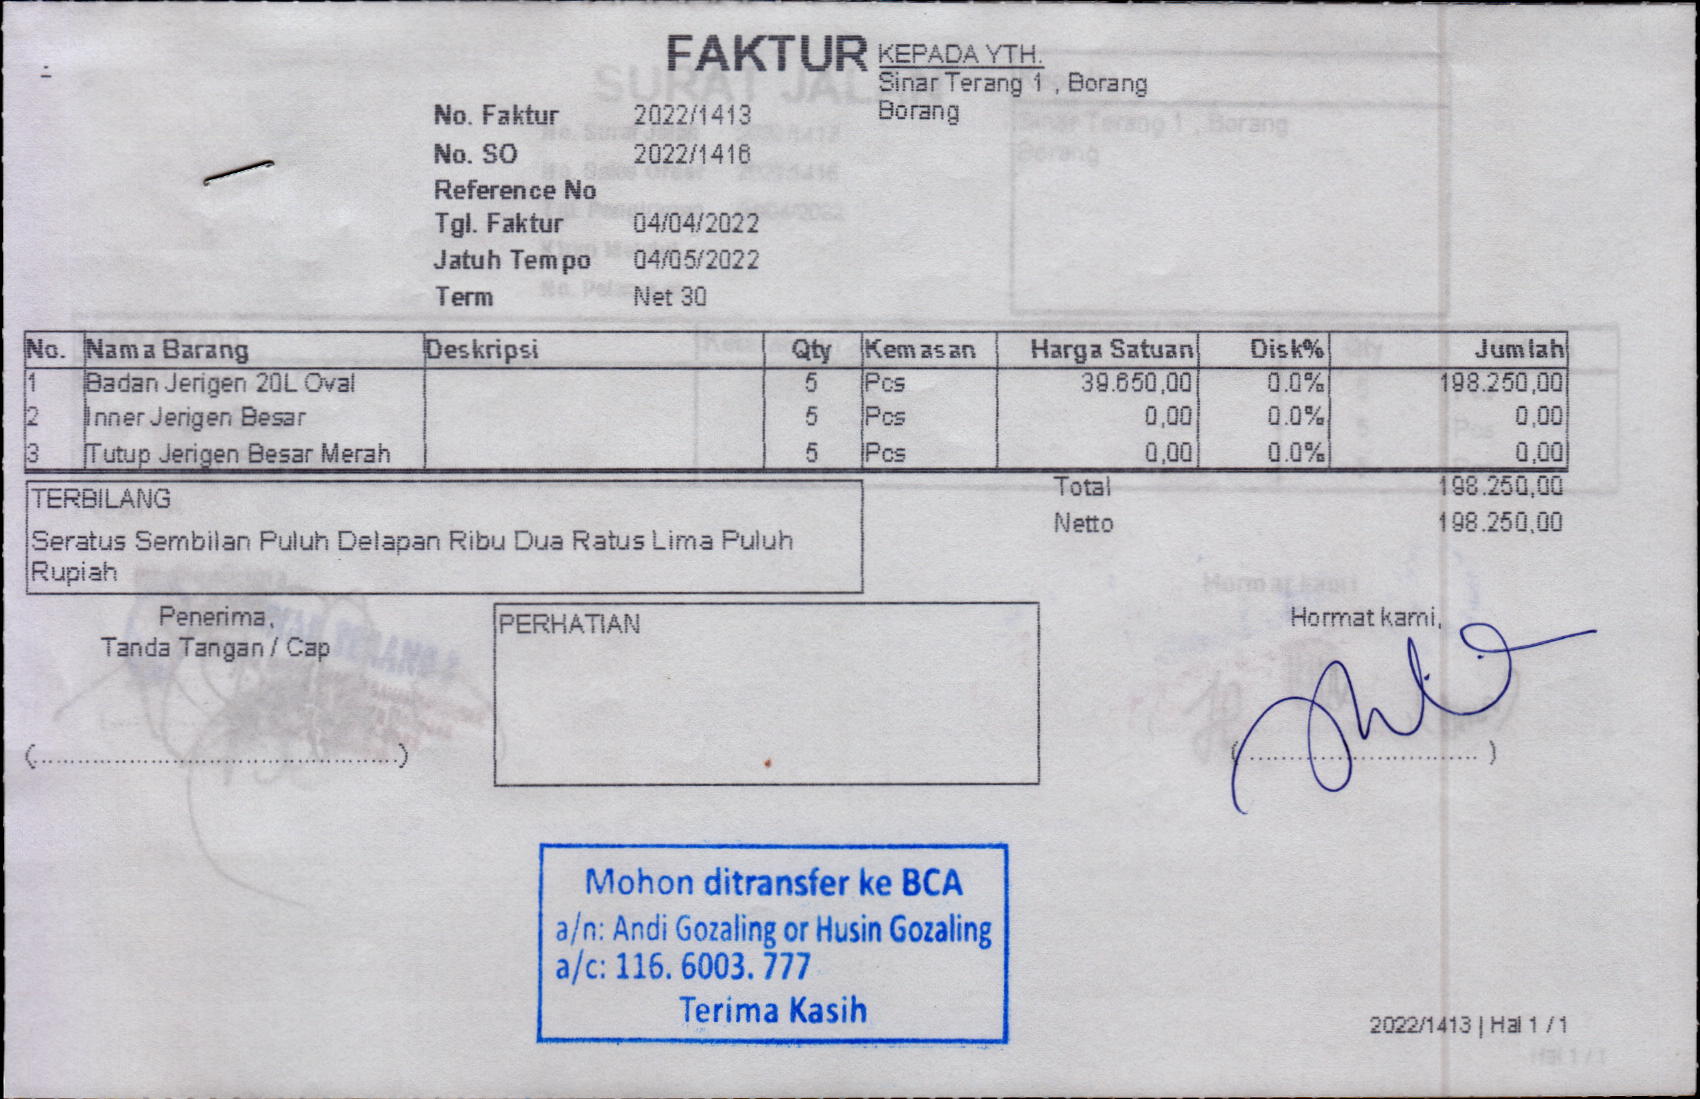 FAKTUR
KEPADA YTH.
Sinar Terang 1 , Borang
Borang
No. Faktur 2022/1413
No. SO 2022/1416
Reference No
Tgl. Faktur 04/04/2022
Jatuh Tempo 04/05/2022
Term Net 30
No. Nama Barang Deskripsi Qty Kemasan Harga Satuan Disk% Jumlah
1 Badan Jerigen 20L Oval 5 Pcs 39.650,00 0.0% 198.250,00
2 Inner Jerigen Besar 5 Pcs 0,00 0.0% 0,00
3 Tutup Jerigen Besar Merah 5 Pcs 0,00 0.0% 0,00
Total 198.250,00
Netto 198.250,00
TERBILANG
Seratus Sembilan Puluh Delapan Ribu Dua Ratus Lima Puluh
Rupiah
Penerima,
Tanda Tangan / Cap
PERHATIAN
Hormat kami,
Mohon ditransfer ke BCA
a/n: Andi Gozaling or Husin Gozaling
a/c: 116. 6003. 777
Terima Kasih
2022/1413 | Hal 1 / 1